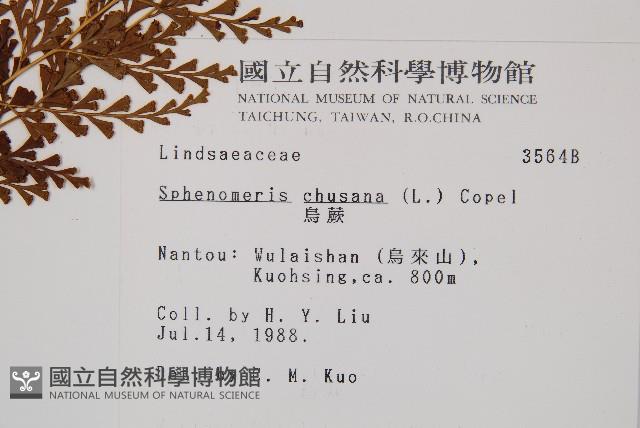 國立自然科學博物館
NATIONAL MUSEUM OF NATURAL SCIENCE
TAICHUNG, TAIWAN, R.O.CHINA
Lindsaeaceae 3564B
Sphenomeris chusana (L.) Copel
烏蕨
Nantou: Wulaishan (烏來山),
Kuohsing,ca. 800m
Coll. by H. Y. Liu
Jul.14, 1988.
M. Kuo
國立自然科學博物館
NATIONAL MUSEUM OF NATURAL SCIENCE